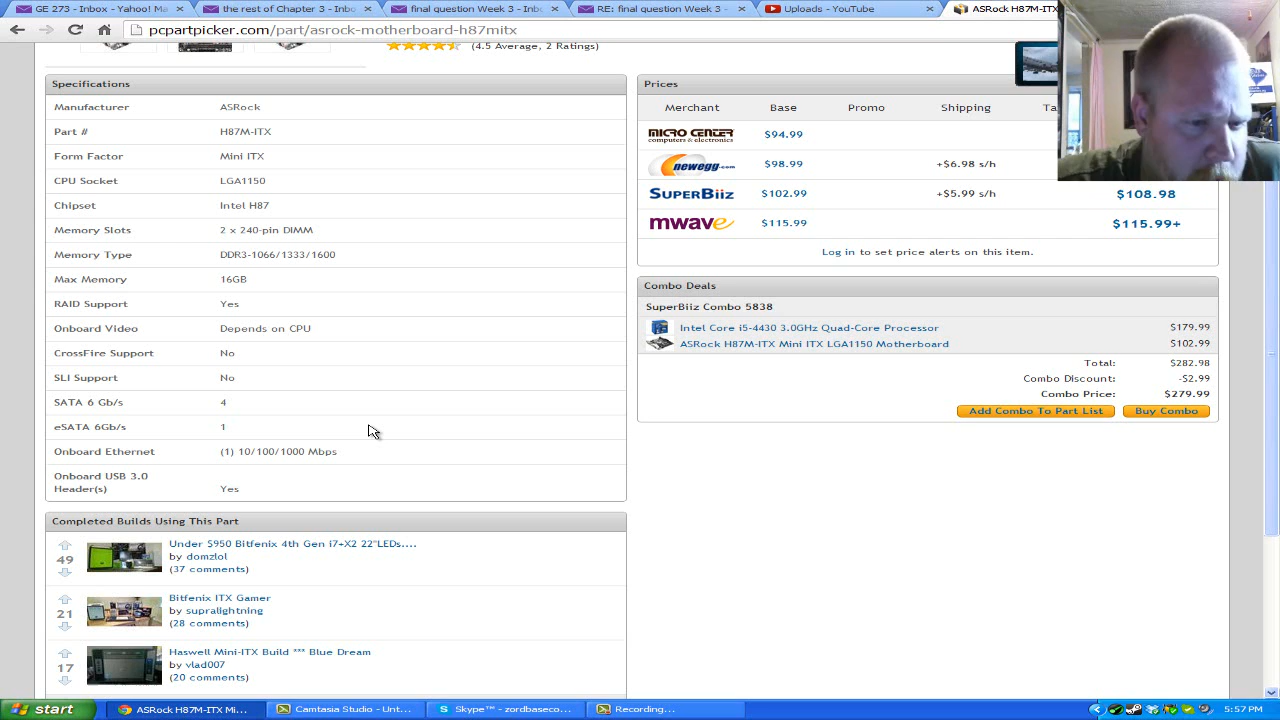 GE 273 - Inbox - Yahoo! Ma
the rest of Chapter 3 - Inbo
final question Week 3 - Inb
RE: final question Week 3 -
Uploads - YouTube
ASRock H87M-ITX
pcpartpicker.com/part/asrock-motherboard-h87mitx
(4.5 Average, 2 Ratings)
Specifications
Manufacturer ASRock
Part # H87M-ITX
Form Factor Mini ITX
CPU Socket LGA1150
Chipset Intel H87
Memory Slots 2 x 240-pin DIMM
Memory Type DDR3-1066/1333/1600
Max Memory 16GB
RAID Support Yes
Onboard Video Depends on CPU
CrossFire Support No
SLI Support No
SATA 6 Gb/s 4
eSATA 6Gb/s 1
Onboard Ethernet (1) 10/100/1000 Mbps
Onboard USB 3.0
Header(s) Yes
Completed Builds Using This Part
49
Under $950 Bitfenix 4th Gen i7+X2 22"LEDs....
by domzlol
(37 comments)
21
Bitfenix ITX Gamer
by supralightning
(28 comments)
17
Haswell Mini-ITX Build *** Blue Dream
by vlad007
(20 comments)
Prices
Merchant Base Promo Shipping Ta
MICRO CENTER computers & electronics $94.99
newegg.com $98.99 +$6.98 s/h
SUPERBIIZ $102.99 +$5.99 s/h $108.98
mwave $115.99 $115.99+
Log in to set price alerts on this item.
Combo Deals
SuperBiiz Combo 5838
Intel Core i5-4430 3.0GHz Quad-Core Processor $179.99
ASRock H87M-ITX Mini ITX LGA1150 Motherboard $102.99
Total: $282.98
Combo Discount: -$2.99
Combo Price: $279.99
Add Combo To Part List Buy Combo
start
ASRock H87M-ITX Mi...
Camtasia Studio - Unt...
Skype™ - zordbaseco...
Recording...
5:57 PM